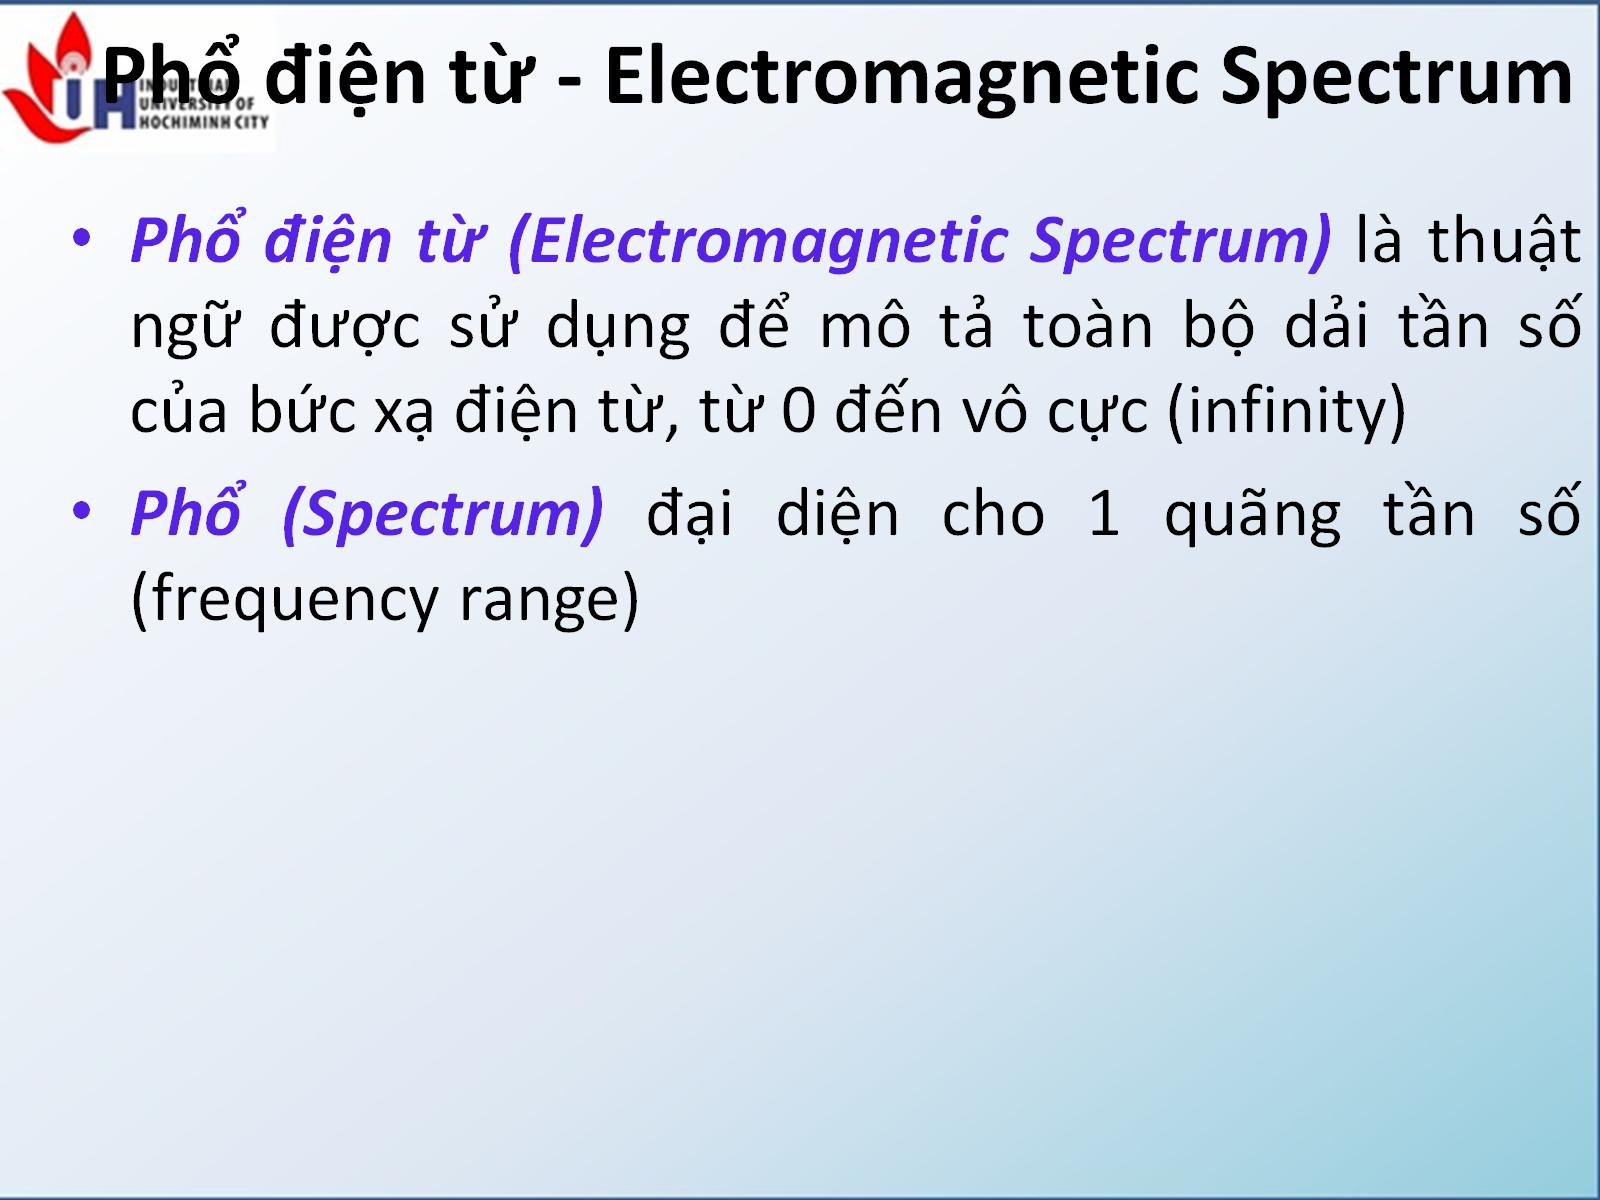 Phổ điện từ - Electromagnetic Spectrum
INDUSTRIAL
UNIVERSITY OF
HOCHIMINH CITY
• Phổ điện từ (Electromagnetic Spectrum) là thuật
ngữ được sử dụng để mô tả toàn bộ dải tần số
của bức xạ điện từ, từ 0 đến vô cực (infinity)
• Phổ (Spectrum) đại diện cho 1 quãng tần số
(frequency range)